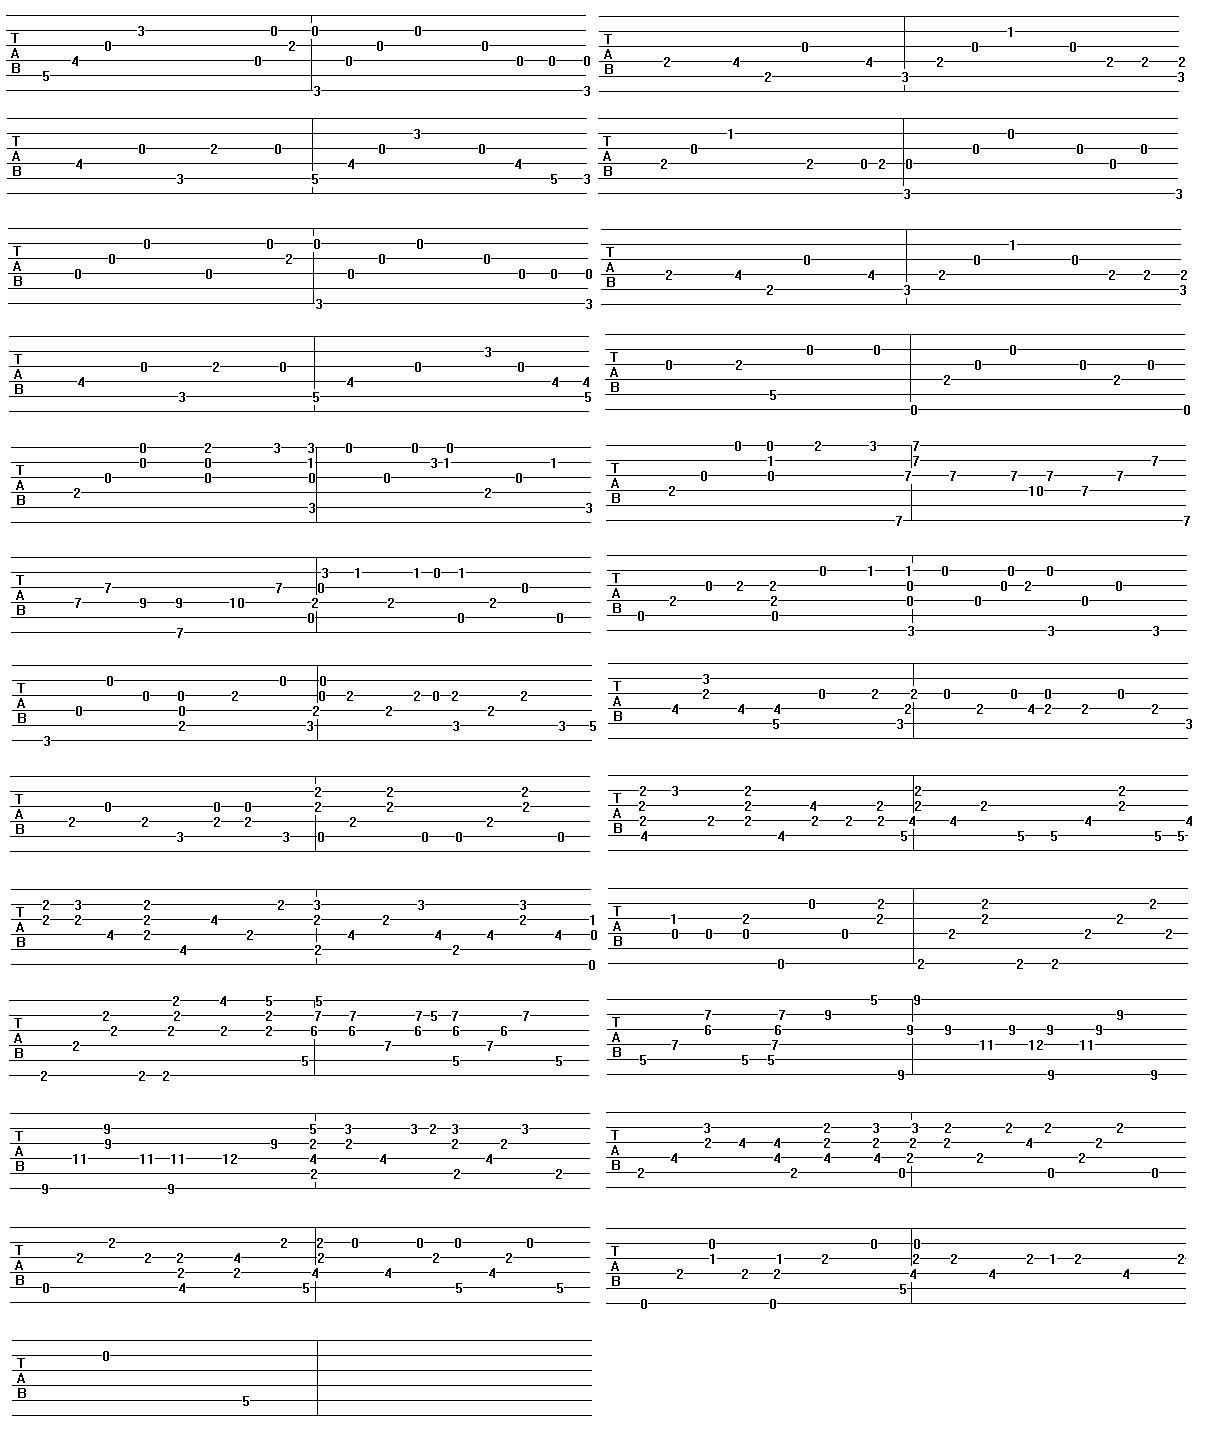 3 0 0 0
T 0 2 0 0
A 4 0 0 0 0 0
B 5
3 3
1
T 0 0 0
A 2 4 4 2 2 2 2
B 2 3 3
3
T 0 2 0 0 0
A 4 4 4
B 3 5 5 3
1 0
T 0 0 0 0
A 2 2 0 2 0 0
B
3 3
0 0 0 0
T 0 2 0 0
A 0 0 0 0 0 0
B
3 3
1
T 0 0 0
A 2 4 4 2 2 2 2
B 2 3 3
3
T 0 2 0 0 0
A 4 4 4 4
B 3 5 5
0 0 0
T 0 2 0 0 0
A 2 2
B 5
0 0
0 2 3 3 0 0 0
0 0 1 3 1 1
T 0 0 0 0 0
A 2 2
B 3 3
0 0 2 3 7
1 7 7
T 0 0 7 7 7 7 7
A 2 10 7
B
7 7
3 1 1 0 1
T 7 7 0 0
A 7 9 9 10 2 2 2
B 0 0 0
7
0 1 1 0 0 0
T 0 2 2 0 0 2 0
A 2 2 0 0 0
B 0 0
3 3 3
0 0 0
T 0 0 2 0 2 2 0 2 2
A 0 0 2 2 2
B 2 3 3 3 5
3
3
T 2 0 2 2 0 0 0 0
A 4 4 4 2 2 4 2 2 2
B 5 3 3
2 2 2
T 0 0 0 2 2 2
A 2 2 2 2 2 2
B 3 3 0 0 0 0
2 3 2 2 2
T 2 2 4 2 2 2 2
A 2 2 2 2 2 2 4 4 4 4
B 4 4 5 5 5 5 5
2 3 2 2 3 3 3
T 2 2 2 4 2 2 2 1
A 4 2 2 4 4 4 4 0
B 4 2 2
0
0 2 2 2
T 1 2 2 2 2
A 0 0 0 0 2 2 2
B
0 2 2 2
2 4 5 5
2 2 2 7 7 7 5 7 7
T 2 2 2 2 6 6 6 6 6
A 2 7 7
B 5 5 5
2 2 2
5 9
7 7 9 9
T 6 6 9 9 9 9 9
A 7 7 11 12 11
B 5 5 5
9 9 9
9 5 3 3 2 3 3
T 9 9 2 2 2 2
A 11 11 11 12 4 4 4
B 2 2 2
9 9
3 2 3 3 2 2 2 2
T 2 4 4 2 2 2 2 4 2
A 4 4 4 4 2 2 2
B 2 2 0 0 0
2 2 2 0 0 0 0
T 2 2 2 4 2 2 2
A 2 2 4 4 4
B 0 4 5 5 5
0 0 0
T 1 1 2 2 2 2 1 2 2
A 2 2 2 4 4 4
B 5
0 0
0
T
A
B 5